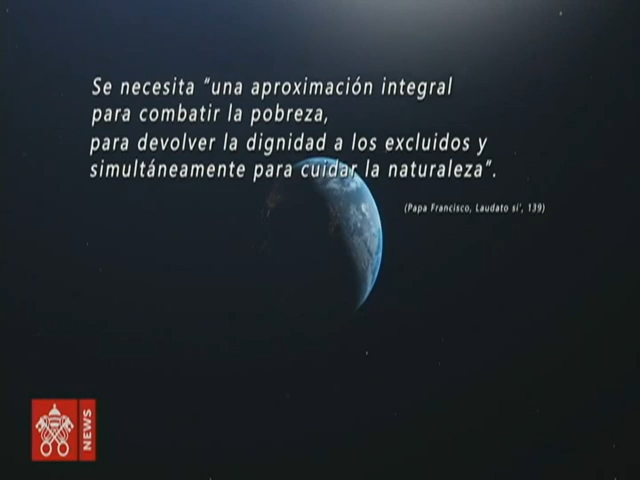 Se necesita “una aproximación integral
para combatir la pobreza,
para devolver la dignidad a los excluidos y
simultáneamente para cuidar la naturaleza”.
(Papa Francisco, Laudato si’, 139)
NEWS